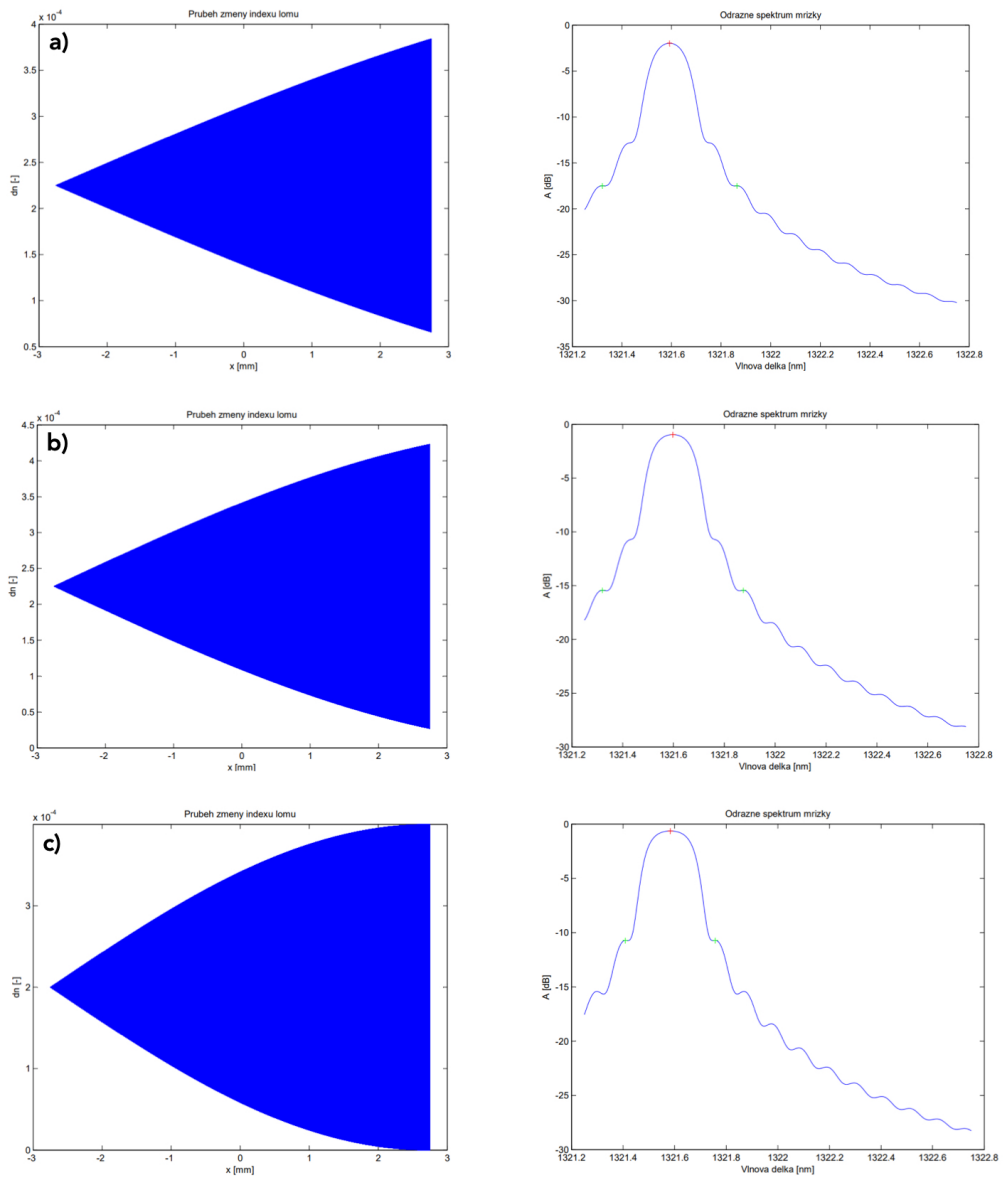 a)
Prubeh zmeny indexu lomu
x 10^-4
4
3.5
3
2.5
2
1.5
1
0.5
dn [-]
-3 -2 -1 0 1 2 3
x [mm]
Odrazne spektrum mrizky
0
-5
-10
-15
-20
-25
-30
-35
A [dB]
1321.2 1321.4 1321.6 1321.8 1322 1322.2 1322.4 1322.6 1322.8
Vlnova delka [nm]
b)
Prubeh zmeny indexu lomu
x 10^-4
4.5
4
3.5
3
2.5
2
1.5
1
0.5
0
dn [-]
-3 -2 -1 0 1 2 3
x [mm]
Odrazne spektrum mrizky
0
-5
-10
-15
-20
-25
-30
A [dB]
1321.2 1321.4 1321.6 1321.8 1322 1322.2 1322.4 1322.6 1322.8
Vlnova delka [nm]
c)
Prubeh zmeny indexu lomu
x 10^-4
3
2
1
0
dn [-]
-3 -2 -1 0 1 2 3
x [mm]
Odrazne spektrum mrizky
0
-5
-10
-15
-20
-25
-30
A [dB]
1321.2 1321.4 1321.6 1321.8 1322 1322.2 1322.4 1322.6 1322.8
Vlnova delka [nm]